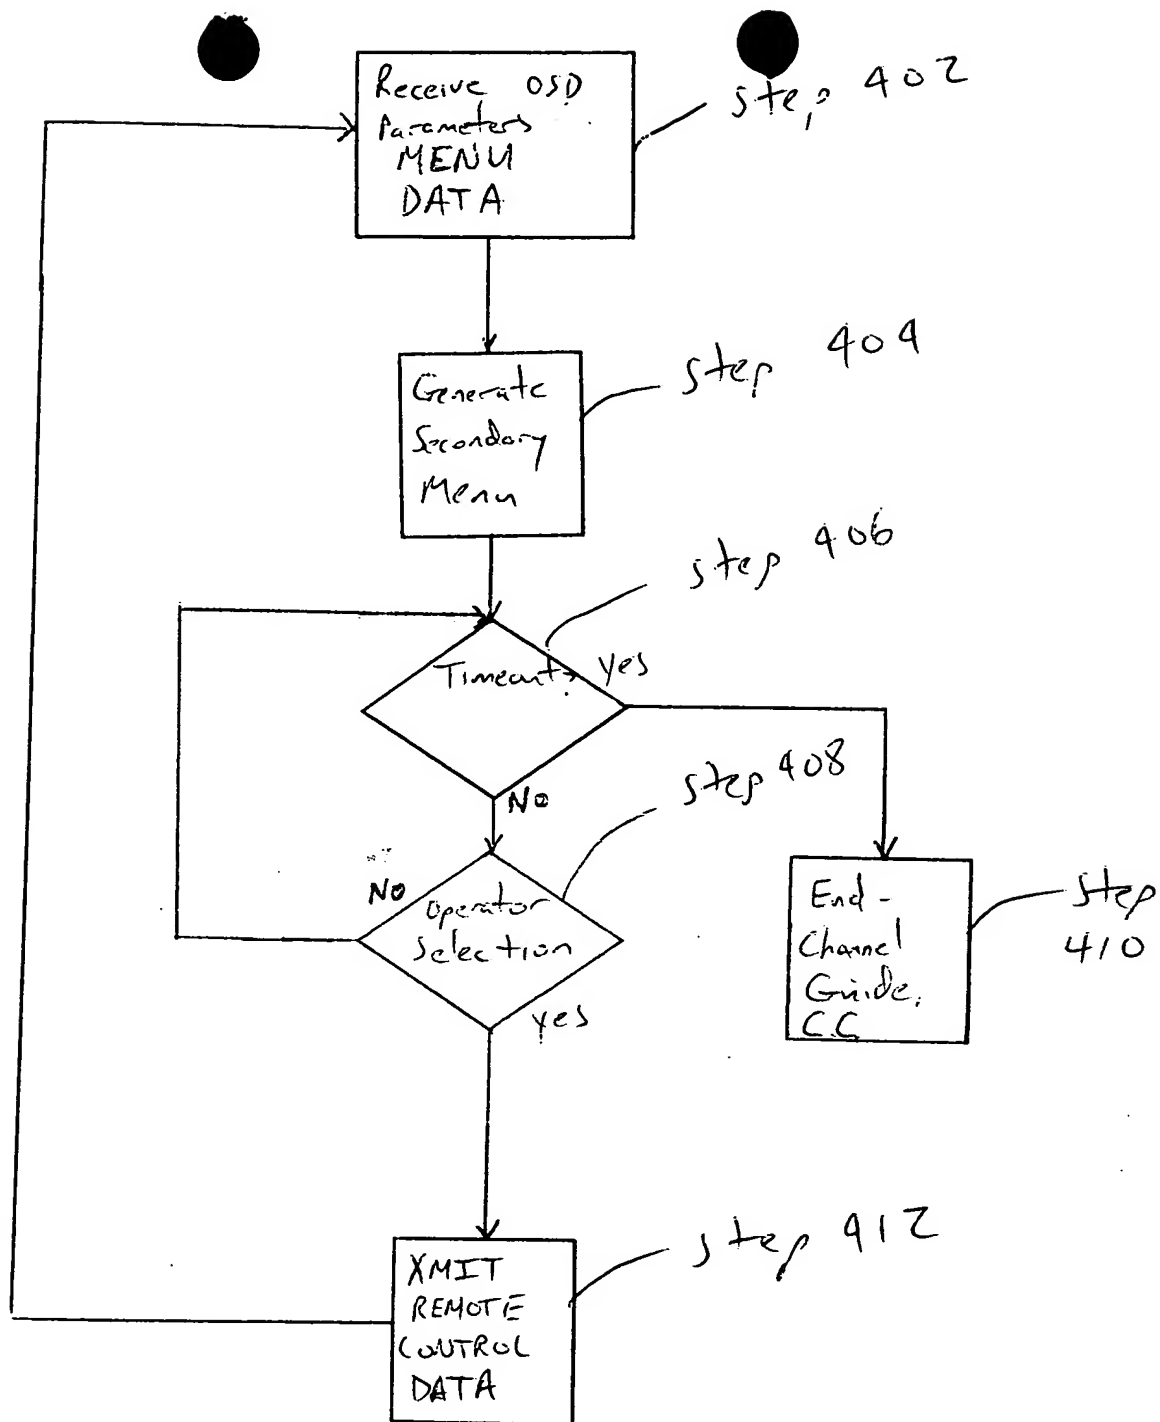 Receive OSD
Parameters
MENU
DATA
step 402
Generate
Secondary
Menu
step 404
step 406
Timeout?
yes
No
step 408
No
Operator
Selection
yes
End -
Channel
Guide,
C.C
step
410
XMIT
REMOTE
CONTROL
DATA
step 412